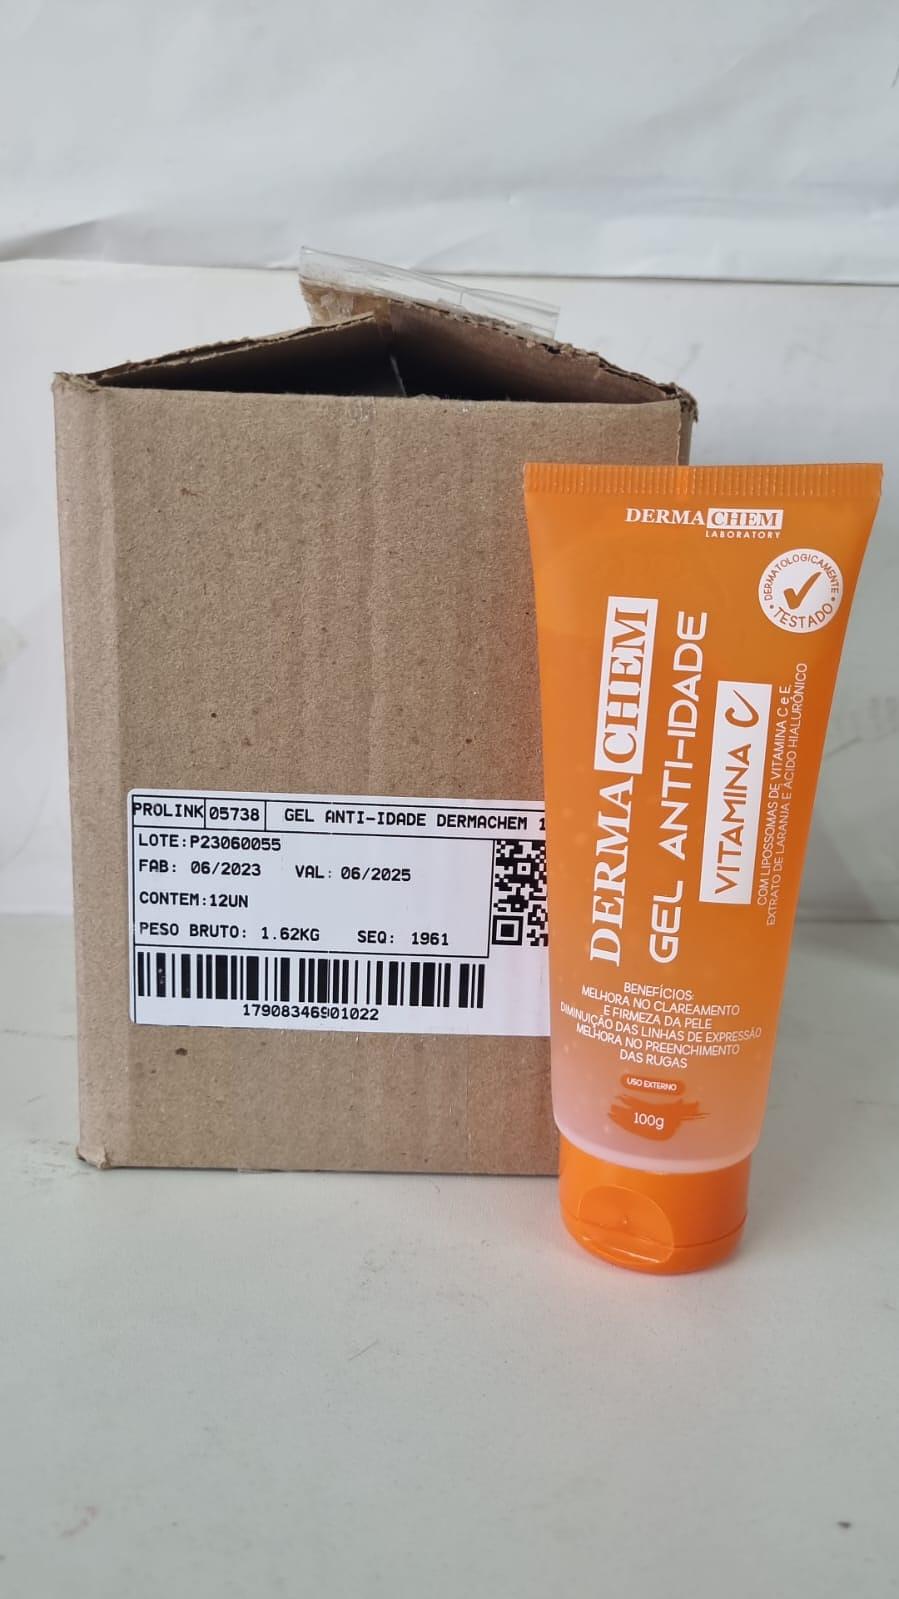 PROLINK 05738 GEL ANTI-IDADE DERMACHEM 1
LOTE:P23060055
FAB: 06/2023 VAL: 06/2025
CONTEM:12UN
PESO BRUTO: 1.62KG SEQ: 1961
17908346901022
DERMACHEM
LABORATORY
DERMATOLOGICAMENTE
• TESTADO •
DERMACHEM
GEL ANTI-IDADE
VITAMINA C
COM LIPOSSOMAS DE VITAMINA C e E,
EXTRATO DE LARANJA E ÁCIDO HIALURÔNICO
BENEFÍCIOS:
MELHORA NO CLAREAMENTO
E FIRMEZA DA PELE
DIMINUIÇÃO DAS LINHAS DE EXPRESSÃO
MELHORA NO PREENCHIMENTO
DAS RUGAS
USO EXTERNO
100g